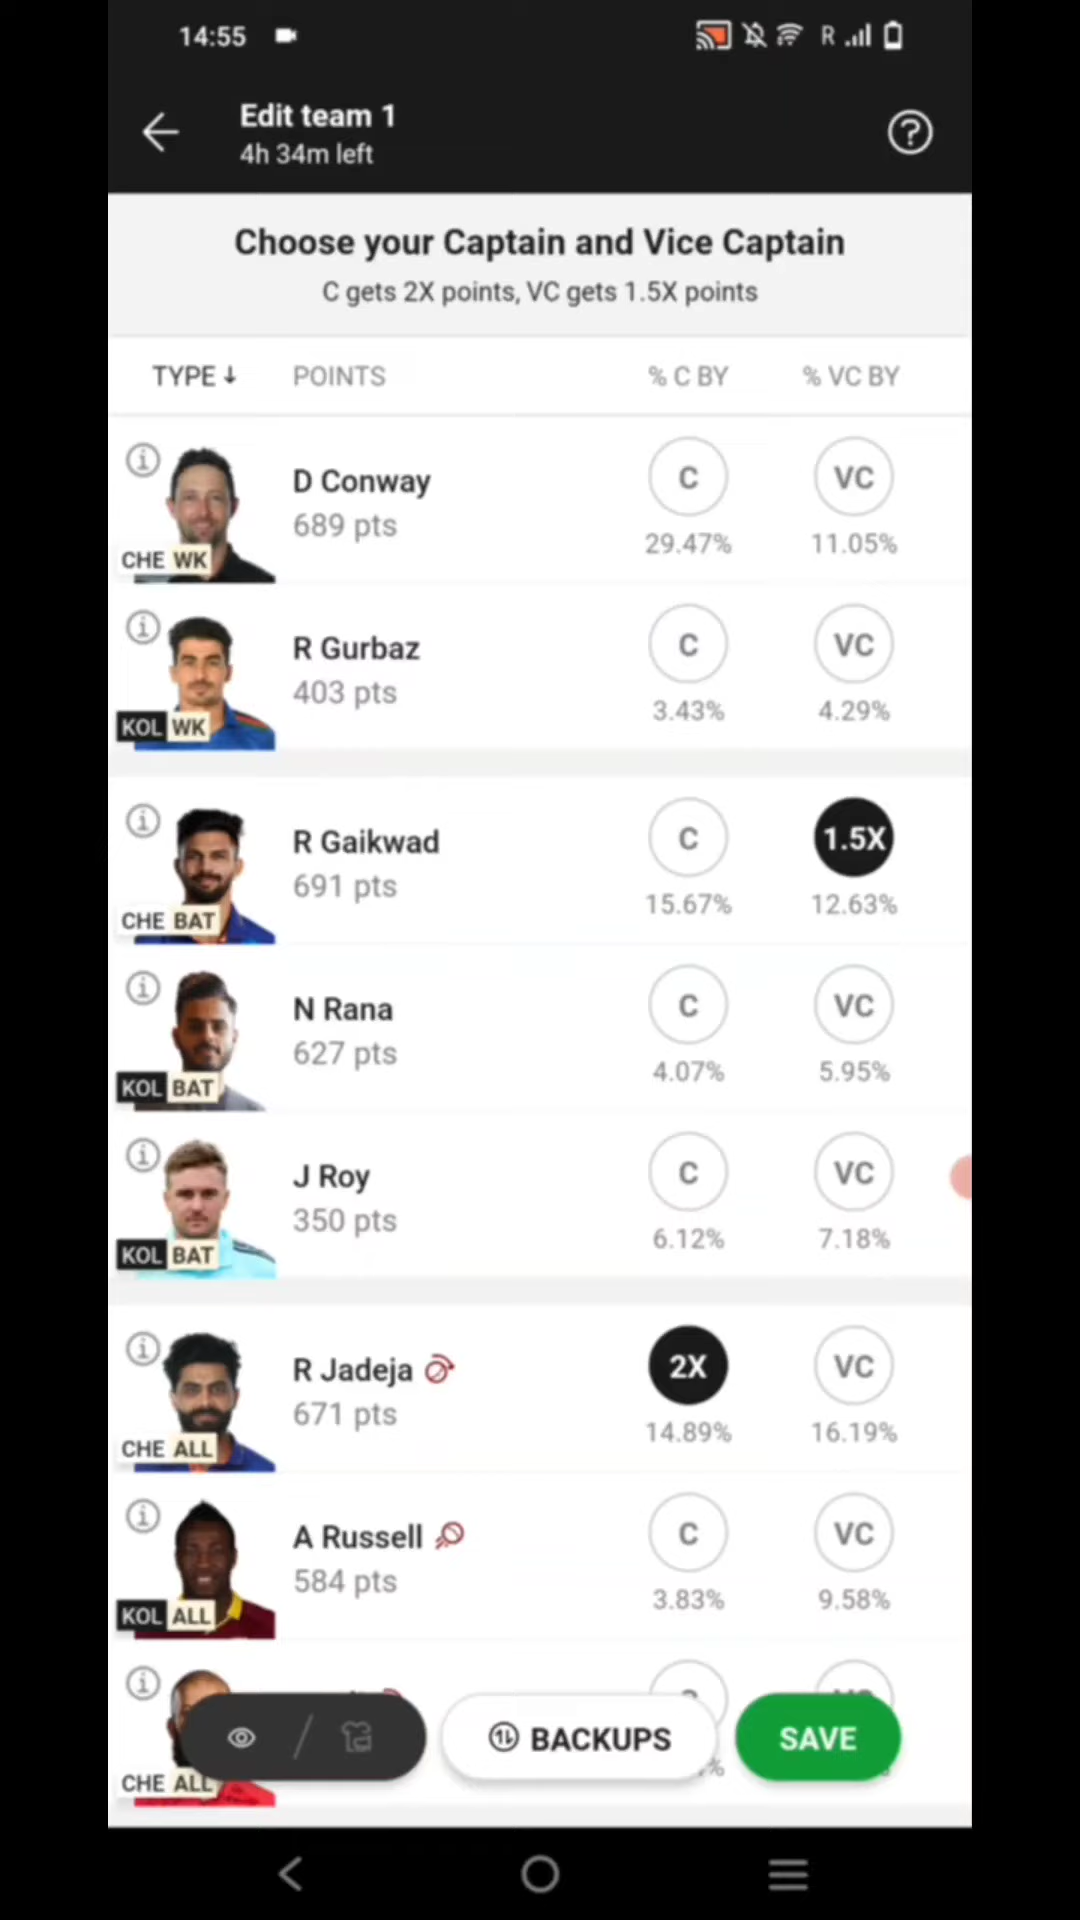 14:55
R
Edit team 1
4h 34m left
Choose your Captain and Vice Captain
C gets 2X points, VC gets 1.5X points
TYPE↓ POINTS % C BY % VC BY
D Conway C VC
689 pts 29.47% 11.05%
CHE WK
R Gurbaz C VC
403 pts 3.43% 4.29%
KOL WK
R Gaikwad C 1.5X
691 pts 15.67% 12.63%
CHE BAT
N Rana C VC
627 pts 4.07% 5.95%
KOL BAT
J Roy C VC
350 pts 6.12% 7.18%
KOL BAT
R Jadeja 2X VC
671 pts 14.89% 16.19%
CHE ALL
A Russell C VC
584 pts 3.83% 9.58%
KOL ALL
BACKUPS SAVE
CHE ALL